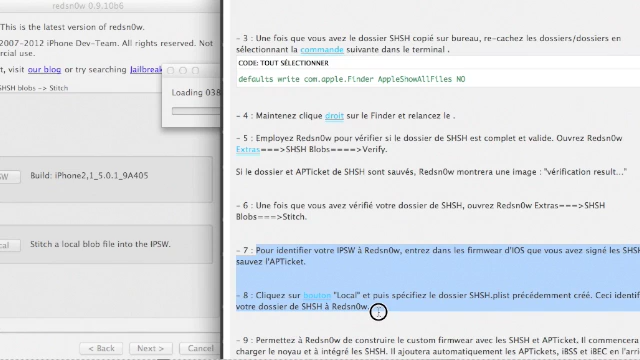 redsn0w 0.9.10b6
his is the latest version of redsn0w.
2007-2012 iPhone Dev-Team. All rights reserved. Not
rcial use.
t, visit our blog or try searching Jailbreak
SHSH blobs -> Stitch
Loading 038
SW
Build: iPhone2,1_5.0.1_9A405
cal
Stitch a local blob file into the IPSW.
< Back
Next >
Cancel
- 3 : Une fois que vous avez le dossier SHSH copié sur bureau, re-cachez les dossiers/dossiers en
sélectionnant la commande suivante dans le terminal .
CODE: TOUT SÉLECTIONNER
defaults write com.apple.Finder AppleShowAllFiles NO
- 4 : Maintenez clique droit sur le Finder et relancez le .
- 5 : Employez Redsn0w pour vérifier si le dossier de SHSH est complet et valide. Ouvrez Redsn0w
Extras===>SHSH Blobs====>Verify.
Si le dossier et APTicket de SHSH sont sauvés, Redsn0w montrera une image : "vérification result..."
- 6 : Une fois que avez vérifié votre dossier de SHSH, ouvrez Redsn0w Extras===>SHSH
Blobs===>Stitch.
- 7 : Pour identifier votre IPSW à Redsn0w, entrez dans les firmwear d'IOS que vous avez signé les SHSH
sauvez l'APTicket.
- 8 : Cliquez sur bouton "Local" et puis spécifiez le dossier SHSH.plist précédemment créé. Ceci identif
votre dossier de SHSH à Redsn0w.
- 9 : Permettez à Redsn0w de construire le custom firmwear avec les SHSH et APTicket. Il commencera
charger le noyau et à intégré les SHSH. Il ajoutera automatiquement les APTickets, iBSS et iBEC en